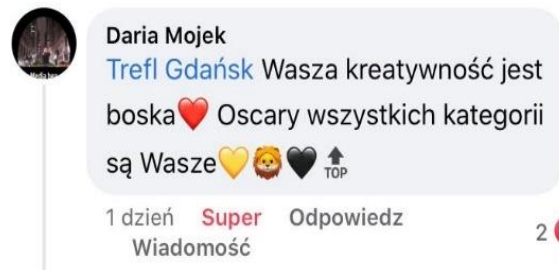 Daria Mojek
Trefl Gdańsk Wasza kreatywność jest
boska❤️ Oscary wszystkich kategorii
są Wasze💛🦁🖤🔝
1 dzień Super Odpowiedz
Wiadomość
2